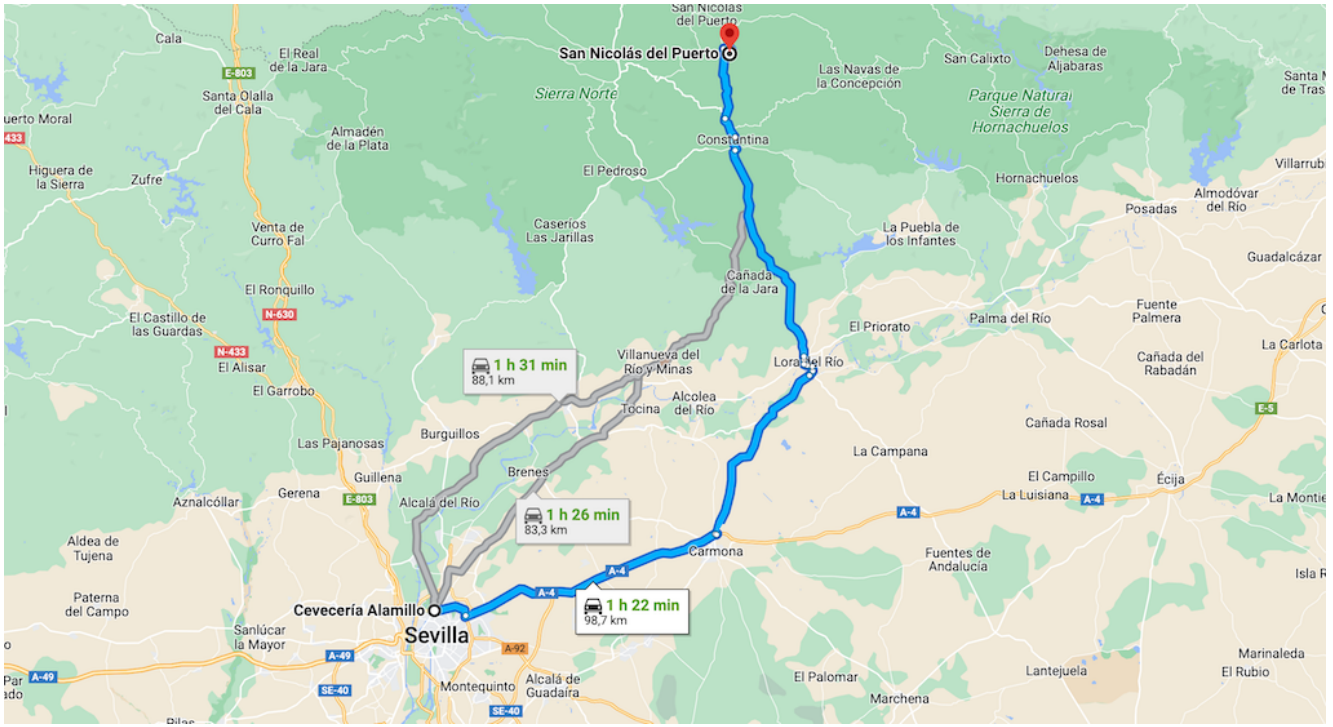 San Nicolás
del Puerto
San Nicolás del Puerto
Cala
El Real
de la Jara
E-803
Santa Olalla
del Cala
Sierra Norte
Las Navas de
la Concepción
San Calixto
Dehesa de
Aljabaras
Parque Natural
Sierra de
Hornachuelos
Santa M
de Tras
uerto Moral
433
Almadén
de la Plata
Constantina
Higuera de
la Sierra
Zufre
El Pedroso
Hornachuelos
Villarrubi
Almodóvar
del Río
Posadas
Venta de
Curro Fal
Caserios
Las Jarillas
La Puebla de
los Infantes
Guadalcázar
Cañada
de la Jara
El Ronquillo
El Castillo de
las Guardas
N-630
Fuente
Palmera
Palma del Río
El Priorato
N-433
El Alisar
La Carlota
Villanueva del
Río y Minas
Lora del Río
Cañada del
Rabadán
1 h 31 min
88,1 km
El Garrobo
Alcolea
del Río
Tocina
E-5
Burguillos
Cañada Rosal
Las Pajanosas
La Campana
Guillena
Brenes
El Campillo
Écija
Gerena
E-803
Aznalcóllar
Alcalá del Río
La Luisiana
A-4
La Montie
A-4
1 h 26 min
83,3 km
Aldea de
Tujena
Carmona
Fuentes de
Andalucía
A-4
Isla R
A-4
Paterna
del Campo
Cevecería Alamillo
1 h 22 min
98,7 km
Sanlúcar
la Mayor
Sevilla
A-92
A-49
Marinaleda
A-49
El Rubio
Lantejuela
Par
ado
SE-40
Montequinto
Alcalá de
Guadaíra
El Palomar
Marchena
SE-40
Pilas